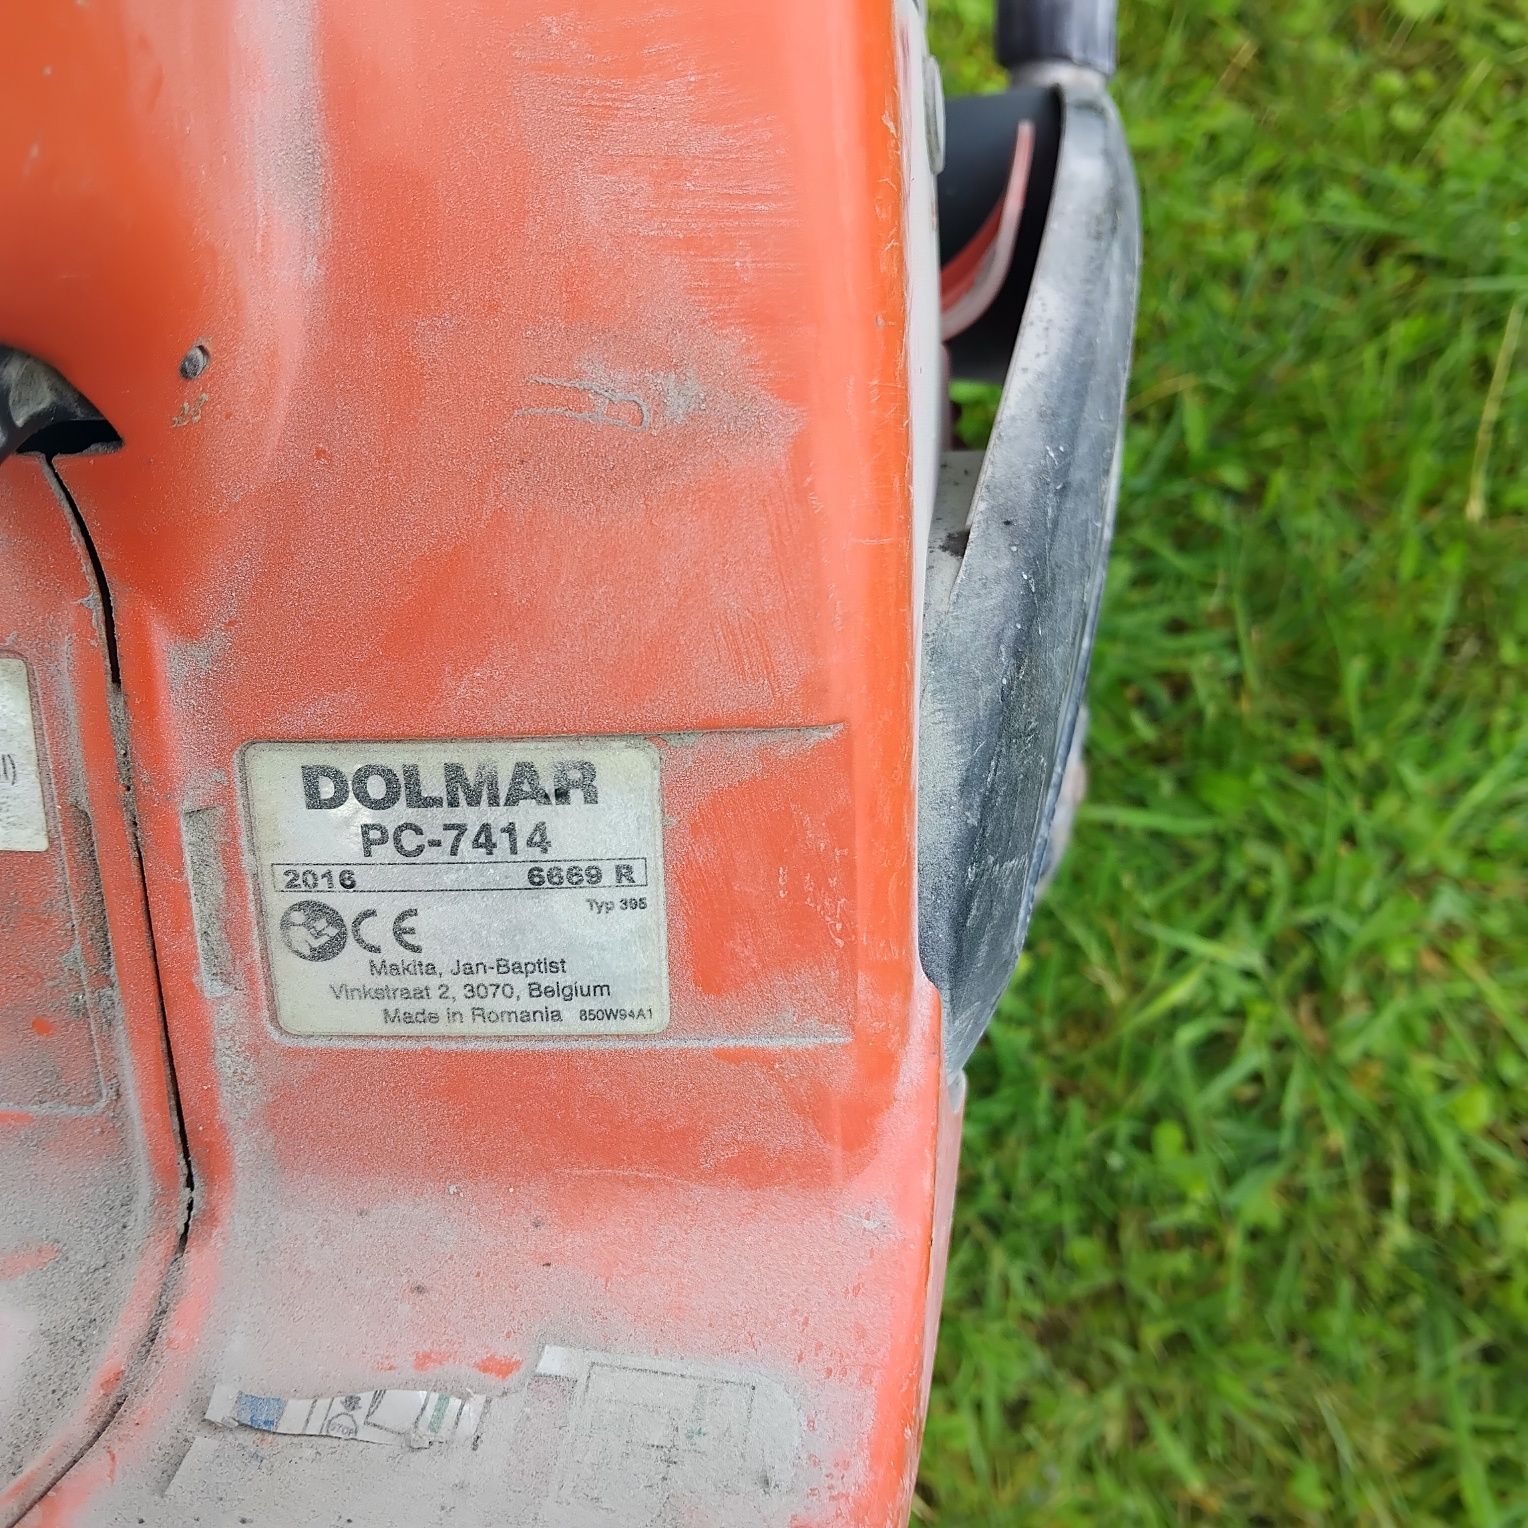 DOLMAR
PC-7414
2016 6669 R
Typ 395
CE
Makita, Jan-Baptist
Vinkstraat 2, 3070, Belgium
Made in Romania 850W94A1